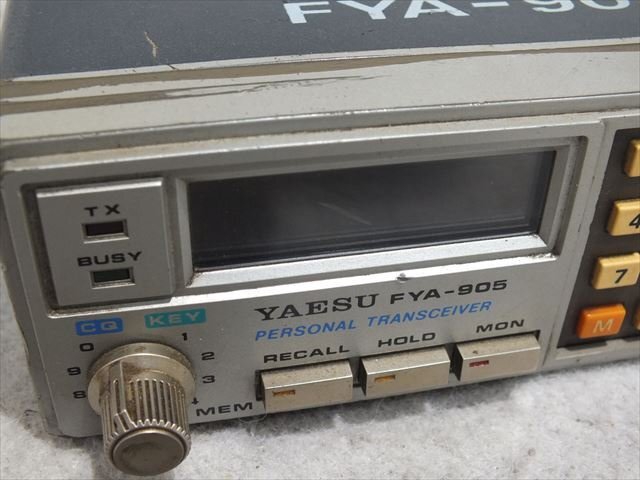 FYA-905
TX
BUSY
YAESU FYA-905
PERSONAL TRANSCEIVER
CQ KEY
0 1
9 2
8 3
4
MEM
RECALL HOLD MON
4
7
M